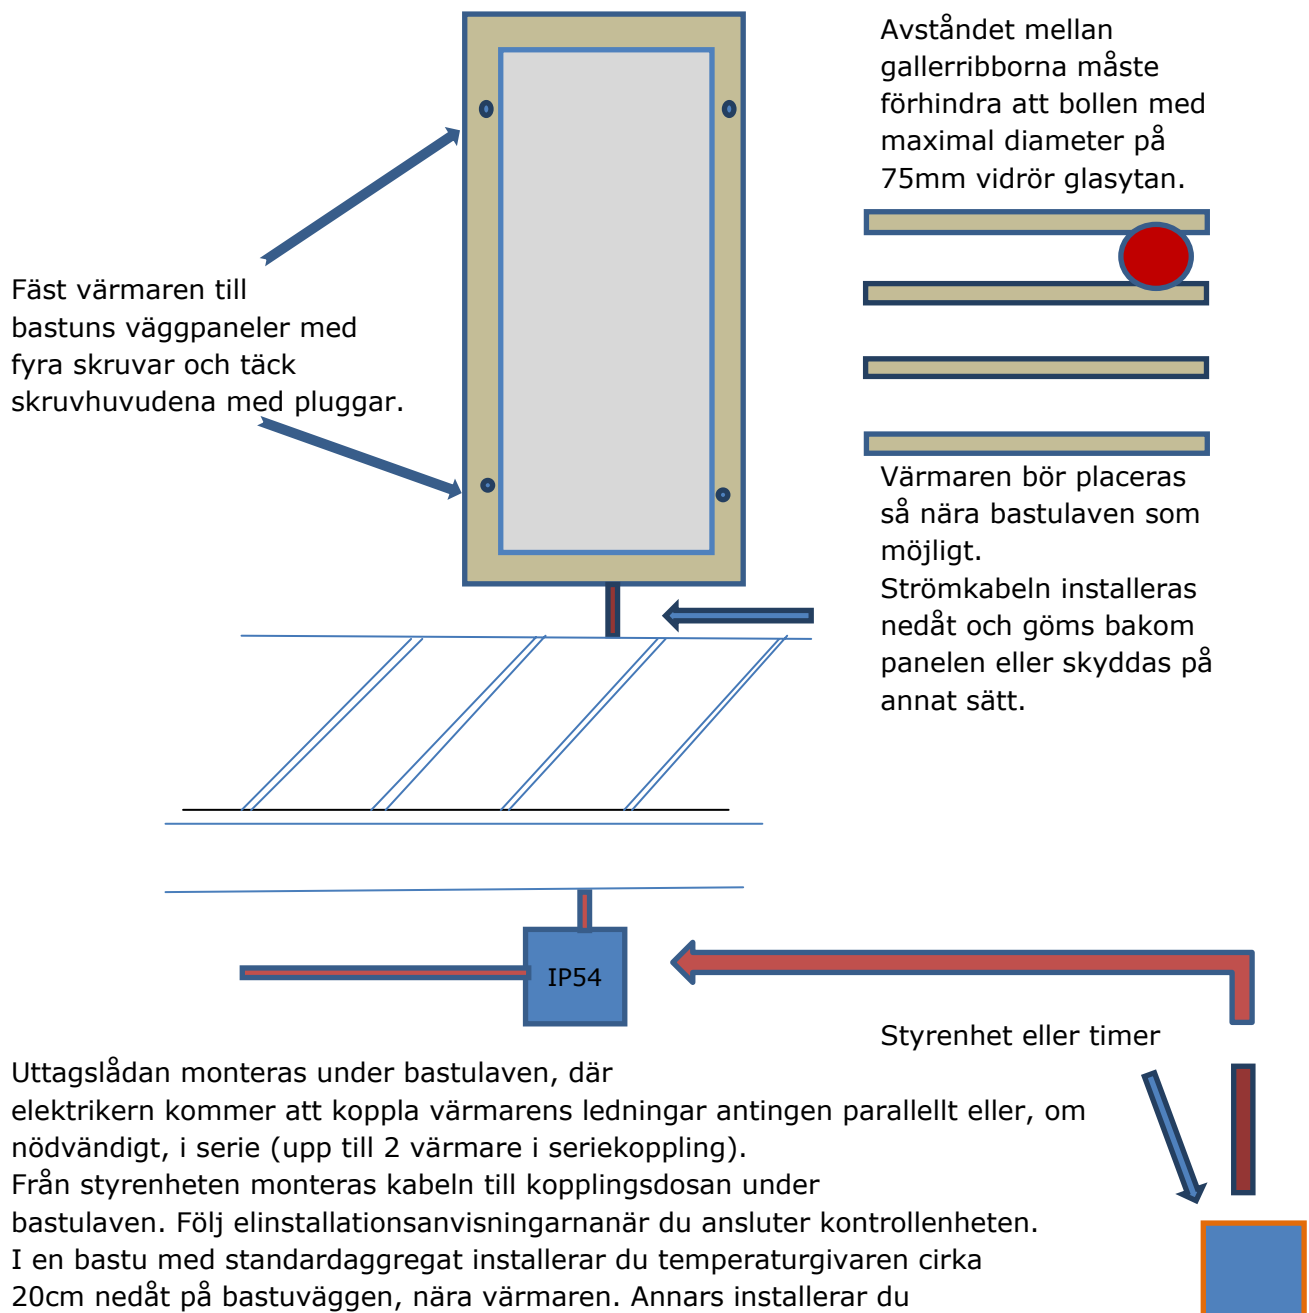 Avståndet mellan
gallerribborna måste
förhindra att bollen med
maximal diameter på
75mm vidrör glasytan.
Fäst värmaren till
bastuns väggpaneler med
fyra skruvar och täck
skruvhuvudena med pluggar.
Värmaren bör placeras
så nära bastulaven som
möjligt.
Strömkabeln installeras
nedåt och göms bakom
panelen eller skyddas på
annat sätt.
IP54
Styrenhet eller timer
Uttagslådan monteras under bastulaven, där
elektrikern kommer att koppla värmarens ledningar antingen parallellt eller, om
nödvändigt, i serie (upp till 2 värmare i seriekoppling).
Från styrenheten monteras kabeln till kopplingsdosan under
bastulaven. Följ elinstallationsanvisningarnanär du ansluter kontrollenheten.
I en bastu med standardaggregat installerar du temperaturgivaren cirka
20cm nedåt på bastuväggen, nära värmaren. Annars installerar du